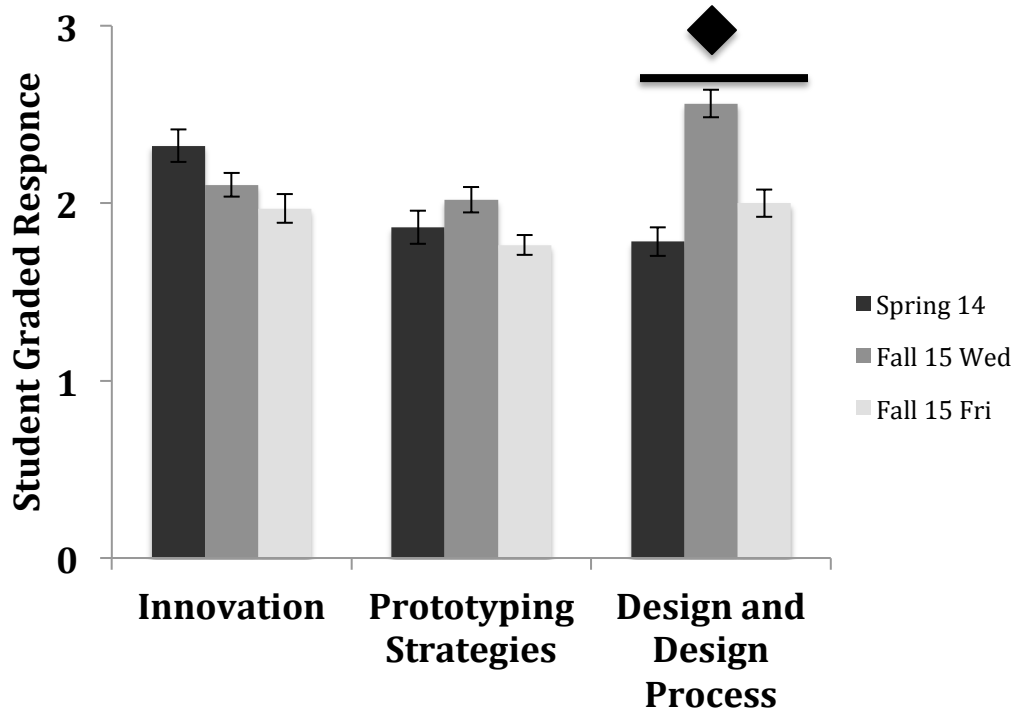 Student Graded Responce
3
2
1
0
Innovation
Prototyping
Strategies
Design and
Design
Process
Spring 14
Fall 15 Wed
Fall 15 Fri